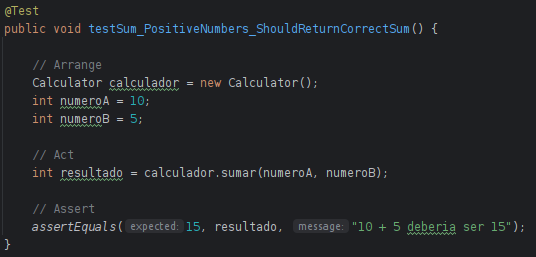 @Test
public void testSum_PositiveNumbers_ShouldReturnCorrectSum() {
// Arrange
Calculator calculador = new Calculator();
int numeroA = 10;
int numeroB = 5;
// Act
int resultado = calculador.sumar(numeroA, numeroB);
// Assert
assertEquals( expected: 15, resultado, message: "10 + 5 deberia ser 15");
}